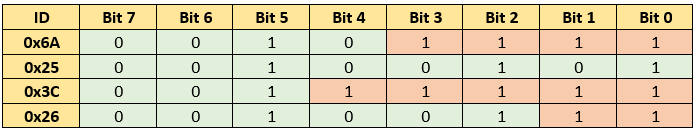 ID Bit 7 Bit 6 Bit 5 Bit 4 Bit 3 Bit 2 Bit 1 Bit 0
0x6A 0 0 1 0 1 1 1 1
0x25 0 0 1 0 0 1 0 1
0x3C 0 0 1 1 1 1 1 1
0x26 0 0 1 0 0 1 1 1